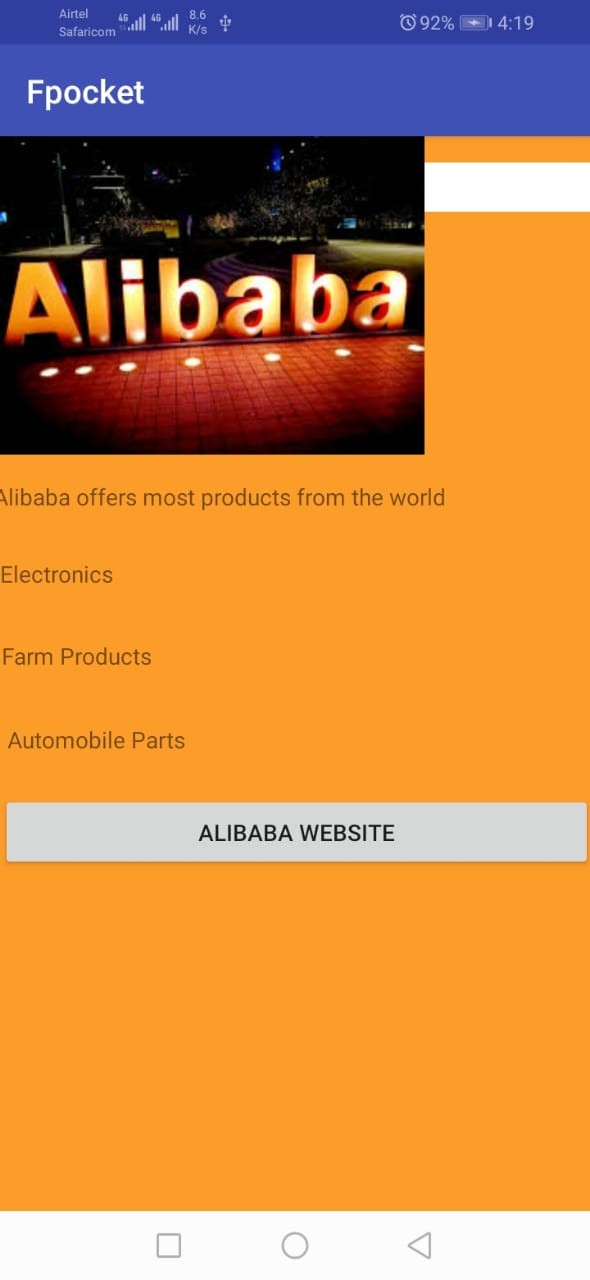 Airtel 4G 4G 8.6
Safaricom K/s 92% 4:19
Fpocket
Alibaba
Alibaba offers most products from the world
Electronics
Farm Products
Automobile Parts
ALIBABA WEBSITE